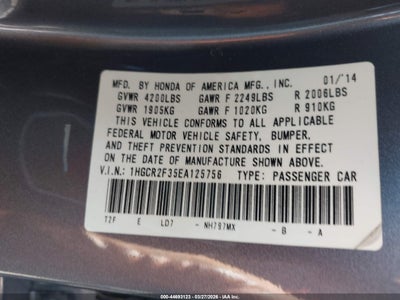 MFD. BY HONDA OF AMERICA MFG., INC. 01/14
GVWR 4200LBS GAWR F 2249LBS R 2006LBS
GVWR 1905KG GAWR F 1020KG R 910KG
THIS VEHICLE CONFORMS TO ALL APPLICABLE
FEDERAL MOTOR VEHICLE SAFETY, BUMPER,
AND THEFT PREVENTION STANDARDS IN EFFECT
ON THE DATE OF MANUFACTURE SHOWN ABOVE.
V.I.N.: 1HGCR2F35EA125756 TYPE: PASSENGER CAR
T2F E LD7 - NH797MX - B - A
000-44693123 - 03/27/2026 - IAAI